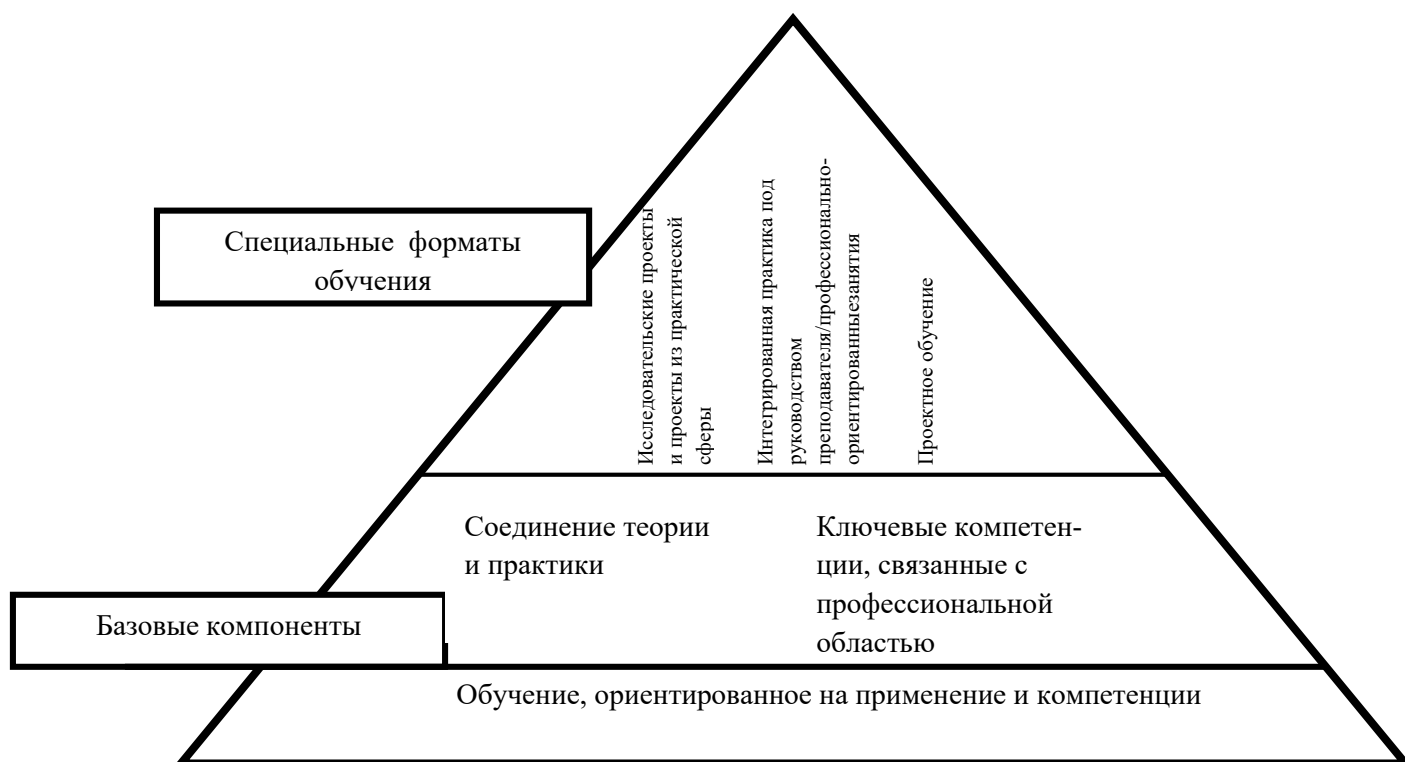 Специальные форматы
обучения
Исследовательские проекты
и проекты из практической
сферы
Интегрированная практика под
руководством
преподавателя/профессионально-
ориентированныезанятия
Проектное обучение
Соединение теории
и практики
Ключевые компетен-
ции, связанные с
профессиональной
областью
Базовые компоненты
Обучение, ориентированное на применение и компетенции